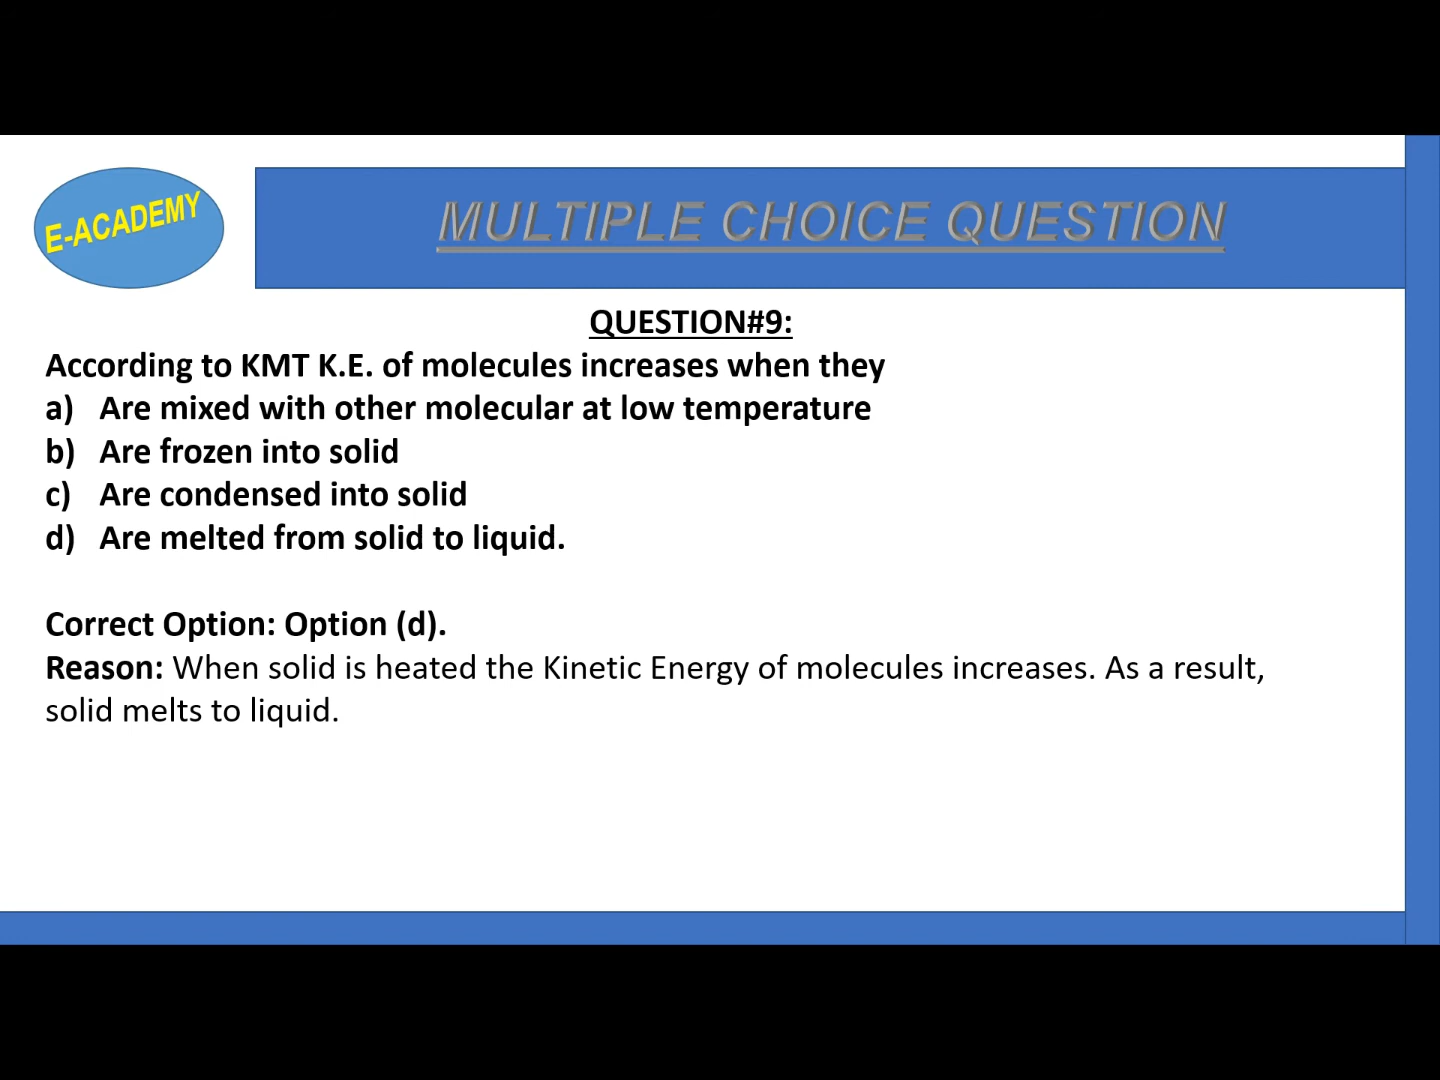 E-ACADEMY
MULTIPLE CHOICE QUESTION
QUESTION#9:
According to KMT K.E. of molecules increases when they
a) Are mixed with other molecular at low temperature
b) Are frozen into solid
c) Are condensed into solid
d) Are melted from solid to liquid.
Correct Option: Option (d).
Reason: When solid is heated the Kinetic Energy of molecules increases. As a result,
solid melts to liquid.